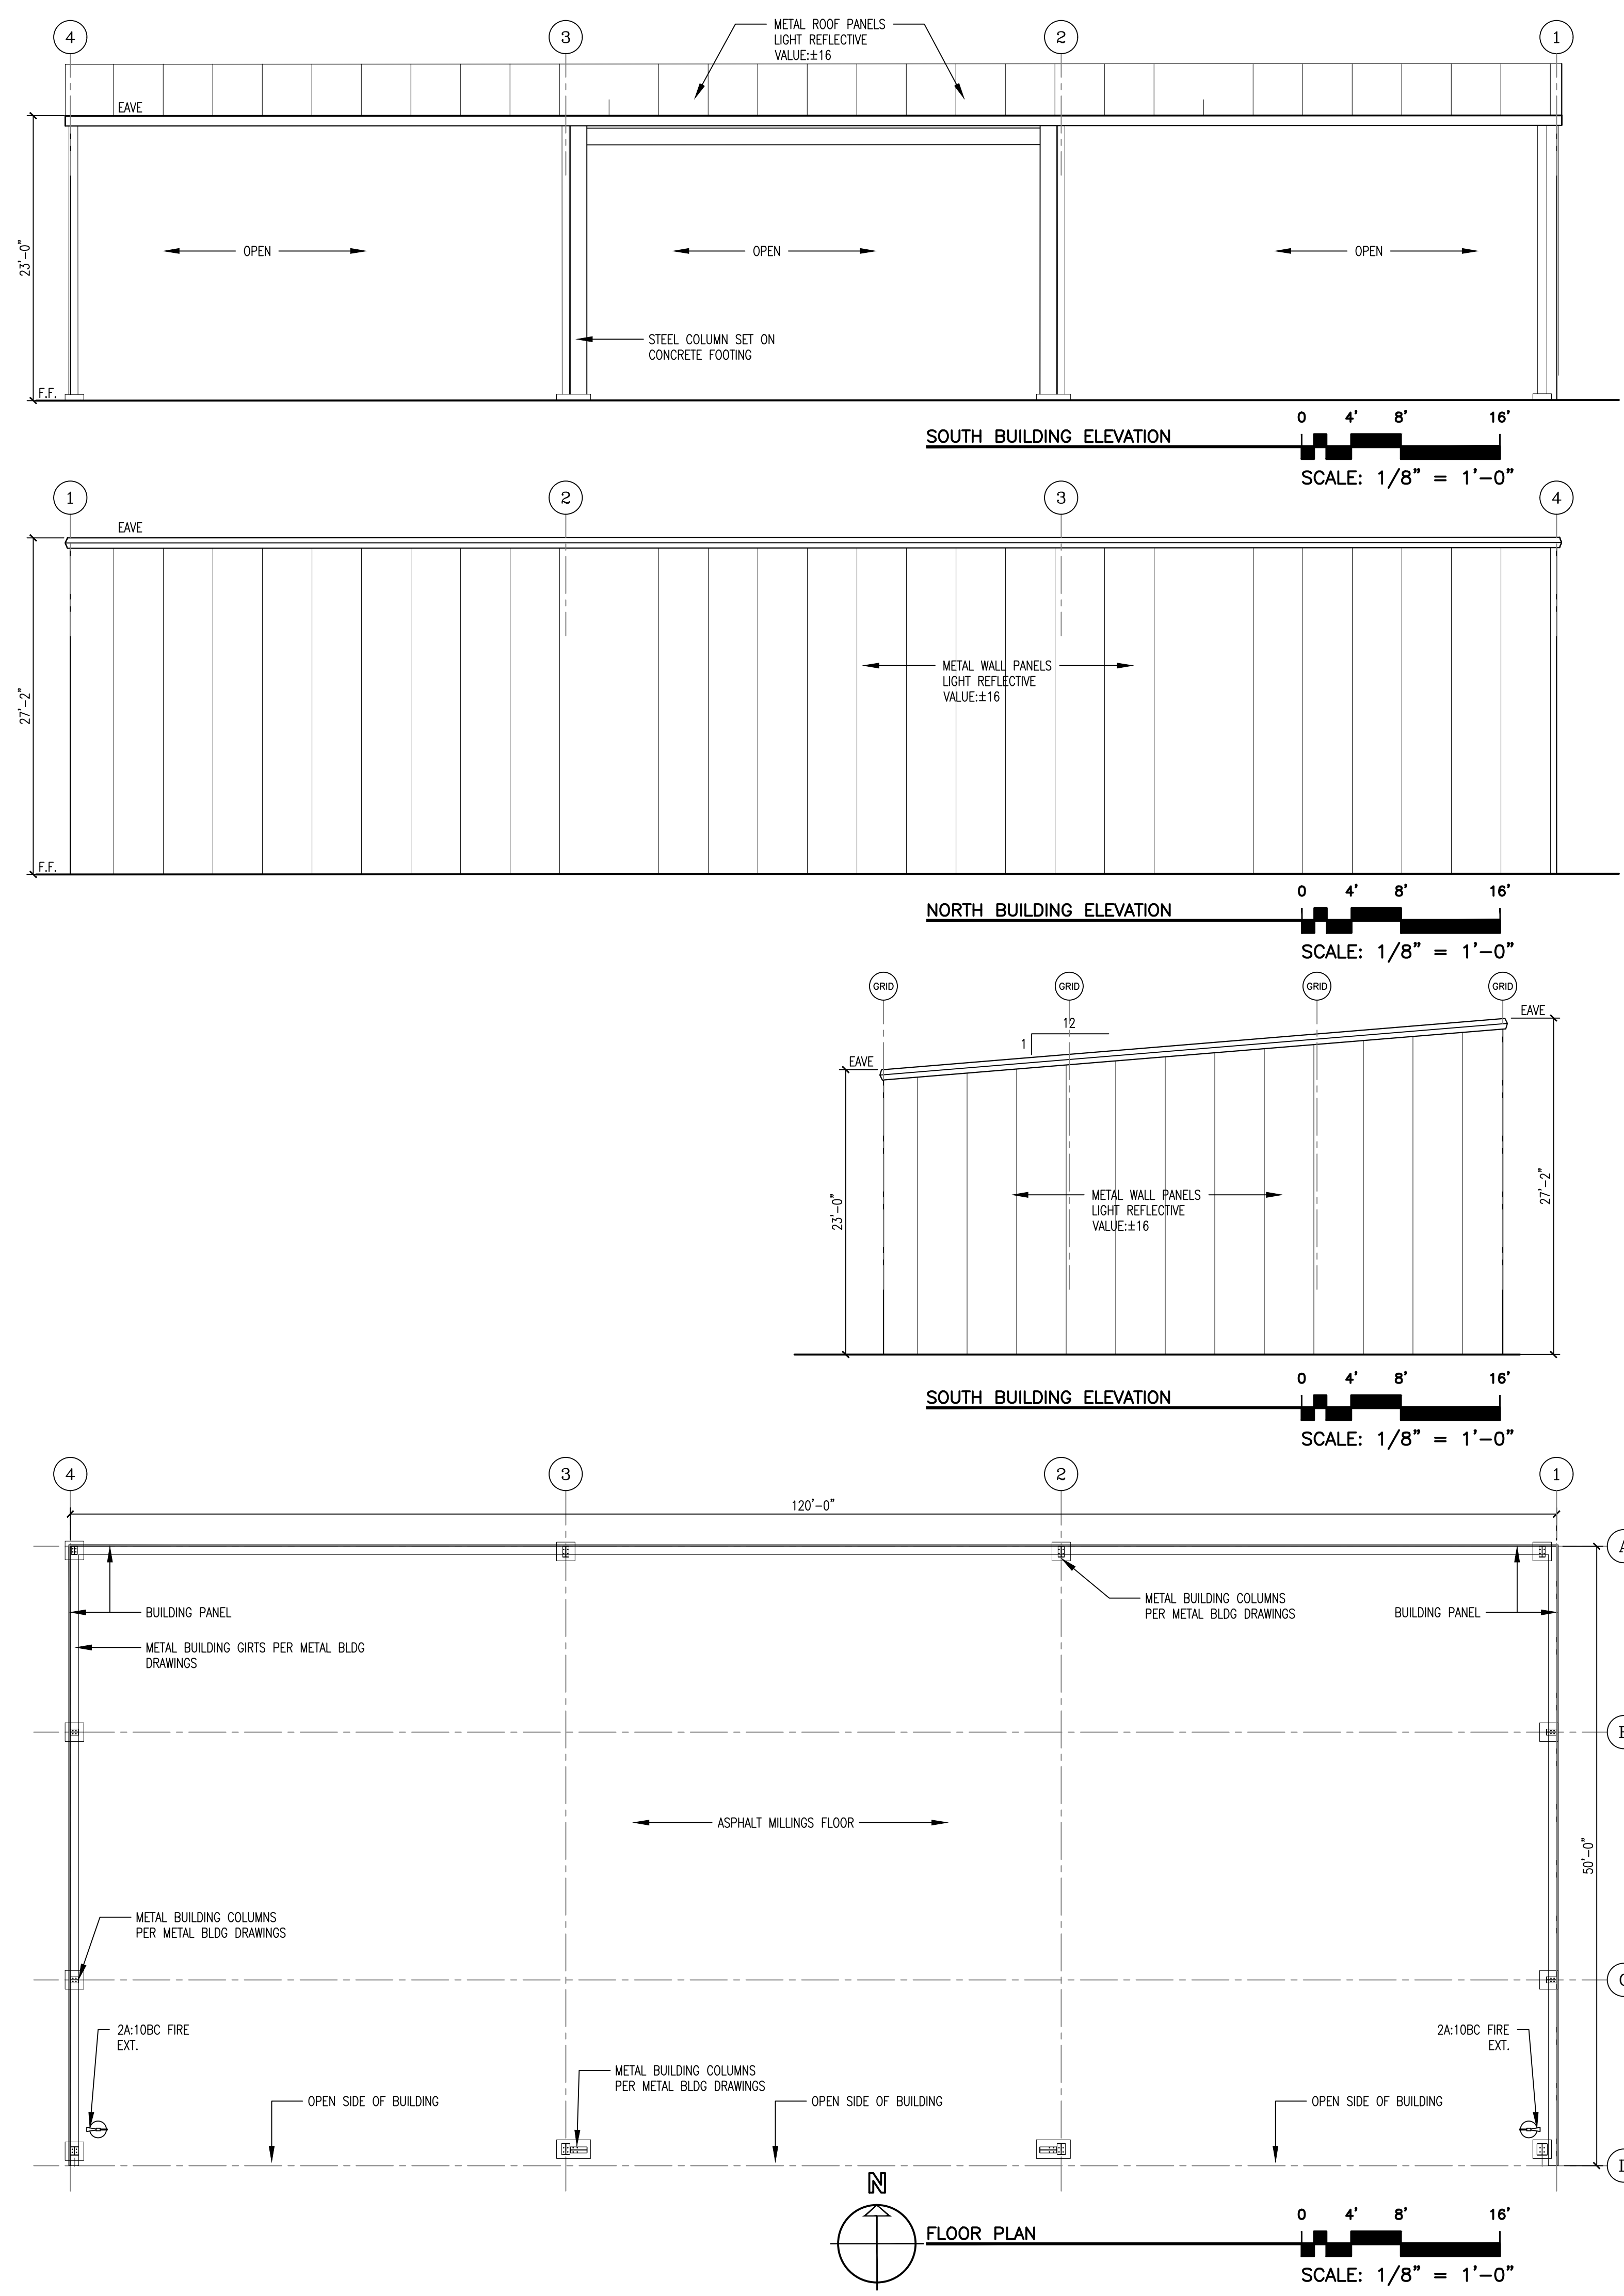 4
3
2
1
METAL ROOF PANELS
LIGHT REFLECTIVE
VALUE:±16
EAVE
23'-0"
OPEN
OPEN
OPEN
STEEL COLUMN SET ON
CONCRETE FOOTING
F.F.
SOUTH BUILDING ELEVATION
0 4' 8' 16'
SCALE: 1/8" = 1'-0"
1
2
3
4
EAVE
27'-2"
METAL WALL PANELS
LIGHT REFLECTIVE
VALUE:±16
F.F.
NORTH BUILDING ELEVATION
0 4' 8' 16'
SCALE: 1/8" = 1'-0"
GRID
GRID
GRID
GRID
12
1
EAVE
EAVE
23'-0"
27'-2"
METAL WALL PANELS
LIGHT REFLECTIVE
VALUE:±16
SOUTH BUILDING ELEVATION
0 4' 8' 16'
SCALE: 1/8" = 1'-0"
4
3
2
1
120'-0"
A
BUILDING PANEL
METAL BUILDING COLUMNS
PER METAL BLDG DRAWINGS
BUILDING PANEL
METAL BUILDING GIRTS PER METAL BLDG
DRAWINGS
ASPHALT MILLINGS FLOOR
50'-0"
METAL BUILDING COLUMNS
PER METAL BLDG DRAWINGS
2A:10BC FIRE
EXT.
2A:10BC FIRE
EXT.
METAL BUILDING COLUMNS
PER METAL BLDG DRAWINGS
OPEN SIDE OF BUILDING
OPEN SIDE OF BUILDING
OPEN SIDE OF BUILDING
N
FLOOR PLAN
0 4' 8' 16'
SCALE: 1/8" = 1'-0"